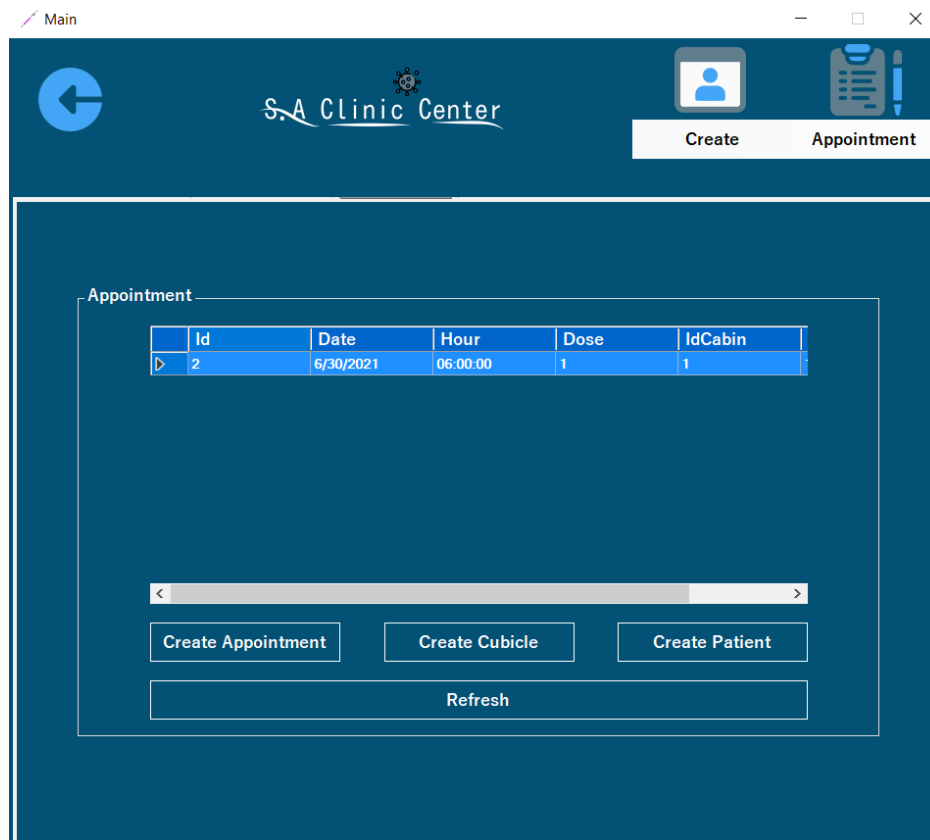 Main
S.A Clinic Center
Create Appointment
Appointment
Id Date Hour Dose IdCabin
2 6/30/2021 06:00:00 1 1
Create Appointment Create Cubicle Create Patient
Refresh